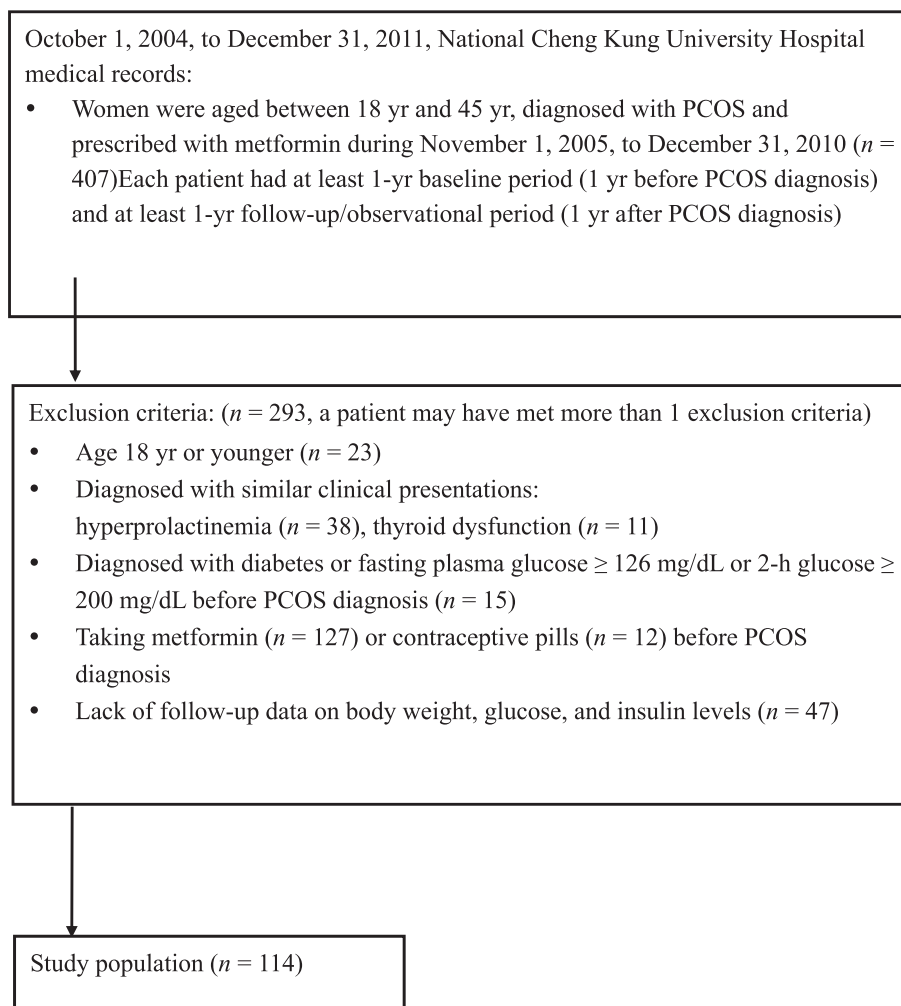 October 1, 2004, to December 31, 2011, National Cheng Kung University Hospital
medical records:
• Women were aged between 18 yr and 45 yr, diagnosed with PCOS and
prescribed with metformin during November 1, 2005, to December 31, 2010 (n =
407)Each patient had at least 1-yr baseline period (1 yr before PCOS diagnosis)
and at least 1-yr follow-up/observational period (1 yr after PCOS diagnosis)
Exclusion criteria: (n = 293, a patient may have met more than 1 exclusion criteria)
• Age 18 yr or younger (n = 23)
• Diagnosed with similar clinical presentations:
hyperprolactinemia (n = 38), thyroid dysfunction (n = 11)
• Diagnosed with diabetes or fasting plasma glucose ≥ 126 mg/dL or 2-h glucose ≥
200 mg/dL before PCOS diagnosis (n = 15)
• Taking metformin (n = 127) or contraceptive pills (n = 12) before PCOS
diagnosis
• Lack of follow-up data on body weight, glucose, and insulin levels (n = 47)
Study population (n = 114)